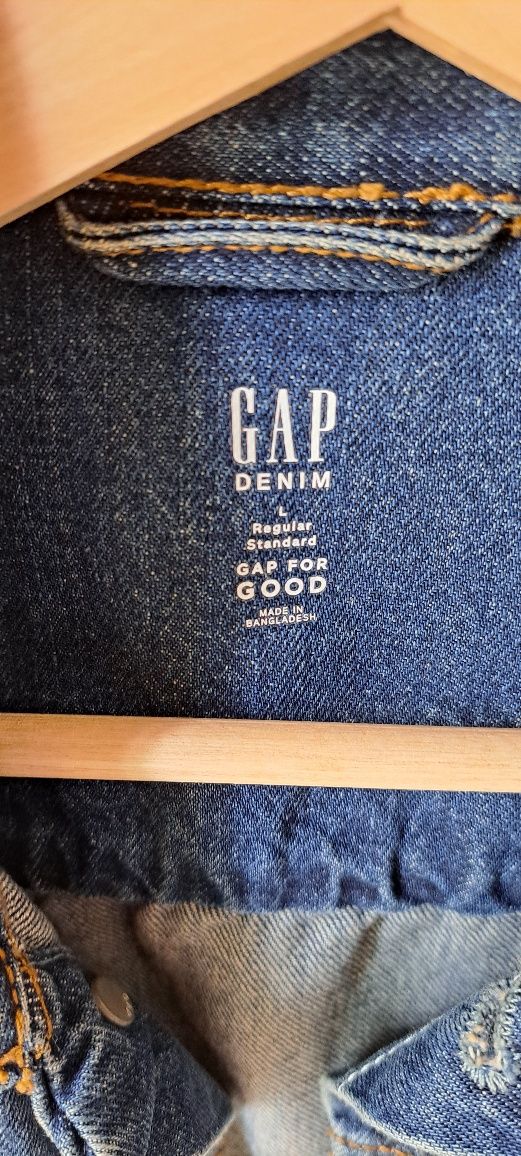 GAP
DENIM
L
Regular
Standard
GAP FOR
GOOD
MADE IN
BANGLADESH